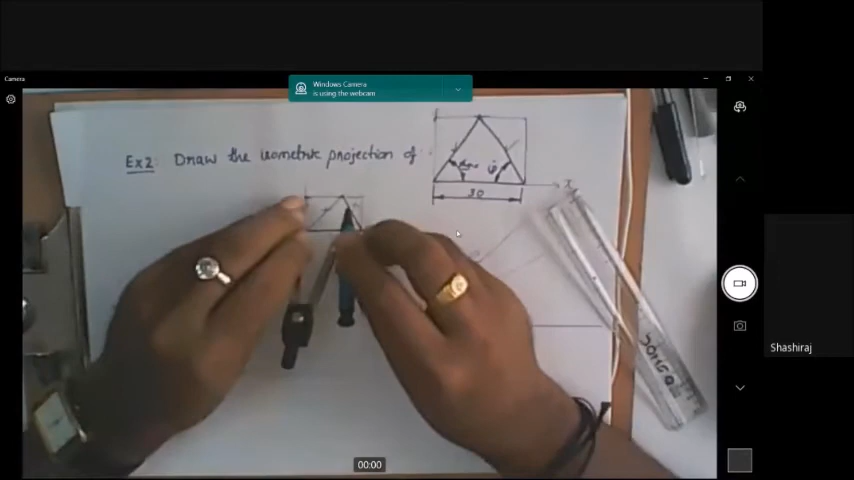 Camera
Windows Camera
is using the webcam
Ex2: Draw the isometric projection of
X
30
Shashiraj
00:00